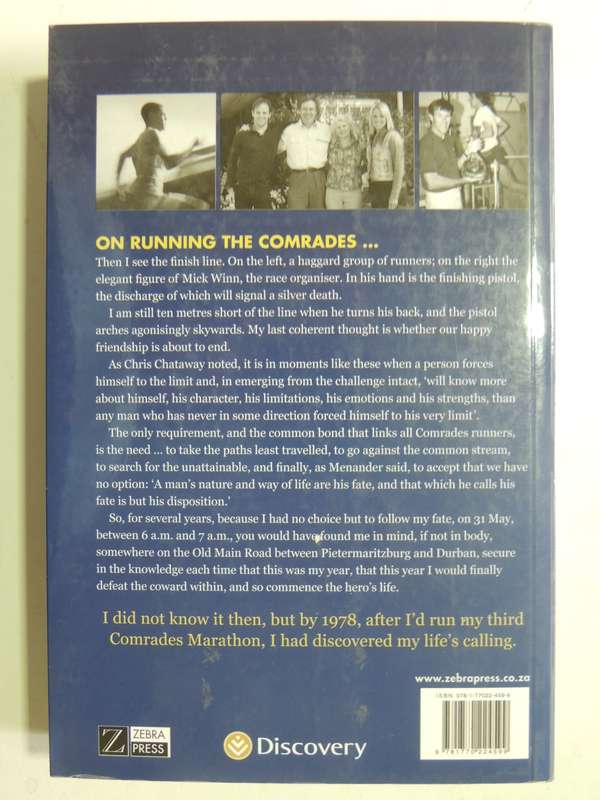 ON RUNNING THE COMRADES ...
Then I see the finish line. On the left, a haggard group of runners; on the right the
elegant figure of Mick Winn, the race organiser. In his hand is the finishing pistol,
the discharge of which will signal a silver death.
I am still ten metres short of the line when he turns his back, and the pistol
arches agonisingly skywards. My last coherent thought is whether our happy
friendship is about to end.
As Chris Chataway noted, it is in moments like these when a person forces
himself to the limit and, in emerging from the challenge intact, ‘will know more
about himself, his character, his limitations, his emotions and his strengths, than
any man who has never in some direction forced himself to his very limit’.
The only requirement, and the common bond that links all Comrades runners,
is the need ... to take the paths least travelled, to go against the common stream,
to search for the unattainable, and finally, as Menander said, to accept that we have
no option: ‘A man’s nature and way of life are his fate, and that which he calls his
fate is but his disposition.’
So, for several years, because I had no choice but to follow my fate, on 31 May,
between 6 a.m. and 7 a.m., you would have found me in mind, if not in body,
somewhere on the Old Main Road between Pietermaritzburg and Durban, secure
in the knowledge each time that this was my year, that this year I would finally
defeat the coward within, and so commence the hero’s life.
I did not know it then, but by 1978, after I’d run my third
Comrades Marathon, I had discovered my life’s calling.
www.zebrapress.co.za
ISBN 978-1-77022-459-9
9 781770 224599
Z ZEBRA
PRESS
Discovery